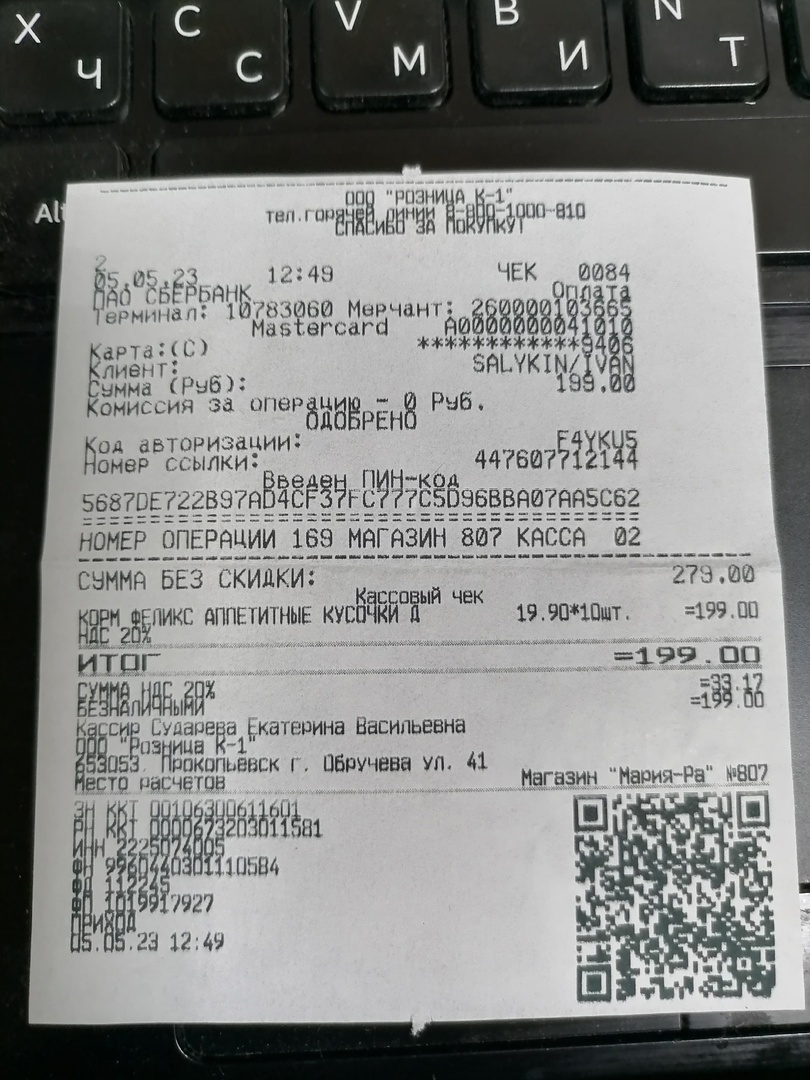 X
Ч
C
С
V
М
B
И
N
Т
Alt
ООО "РОЗНИЦА К-1"
тел.горячей линии 8-800-1000-810
СПАСИБО ЗА ПОКУПКУ!
2
05.05.23 12:49 ЧЕК 0084
ПАО СБЕРБАНК Оплата
Терминал: 10783060 Мерчант: 260000103665
Mastercard A0000000041010
Карта:(C) ************9406
Клиент: SALYKIN/IVAN
Сумма (Руб): 199.00
Комиссия за операцию - 0 Руб.
ОДОБРЕНО
Код авторизации: F4YKU5
Номер ссылки: 447607712144
Введен ПИН-код
5687DE722B97AD4CF37FC777C5D96BBA07AA5C62
========================================
НОМЕР ОПЕРАЦИИ 169 МАГАЗИН 807 КАССА 02
СУММА БЕЗ СКИДКИ: 279.00
Кассовый чек
КОРМ ФЕЛИКС АППЕТИТНЫЕ КУСОЧКИ Д 19.90*10шт. =199.00
НДС 20%
ИТОГ =199.00
СУММА НДС 20% =33.17
БЕЗНАЛИЧНЫМИ =199.00
Кассир Сударева Екатерина Васильевна
ООО "Розница К-1"
653053 Прокопьевск г. Обручева ул. 41
Место расчетов Магазин "Мария-Ра" №807
ЗН ККТ 00106300611601
РН ККТ 0000673203011581
ИНН 2225074005
ФН 9960440301110584
ФД 112245
ФП 1019917927
ПРИХОД
05.05.23 12:49